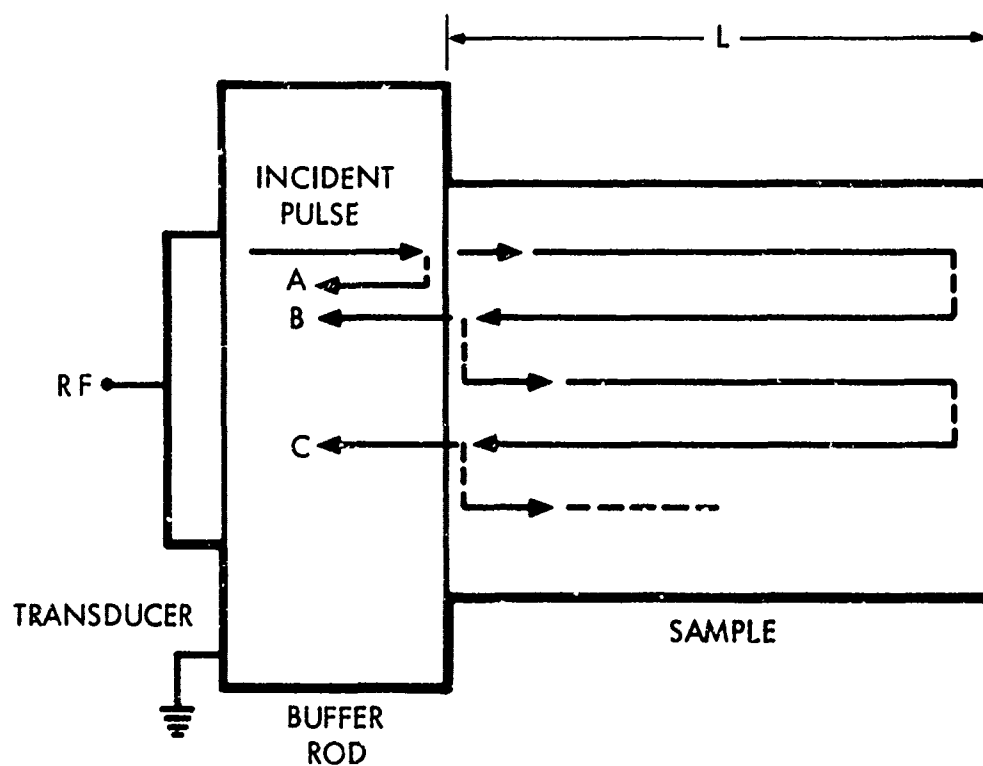 L
INCIDENT
PULSE
A
B
RF
C
TRANSDUCER
SAMPLE
BUFFER
ROD